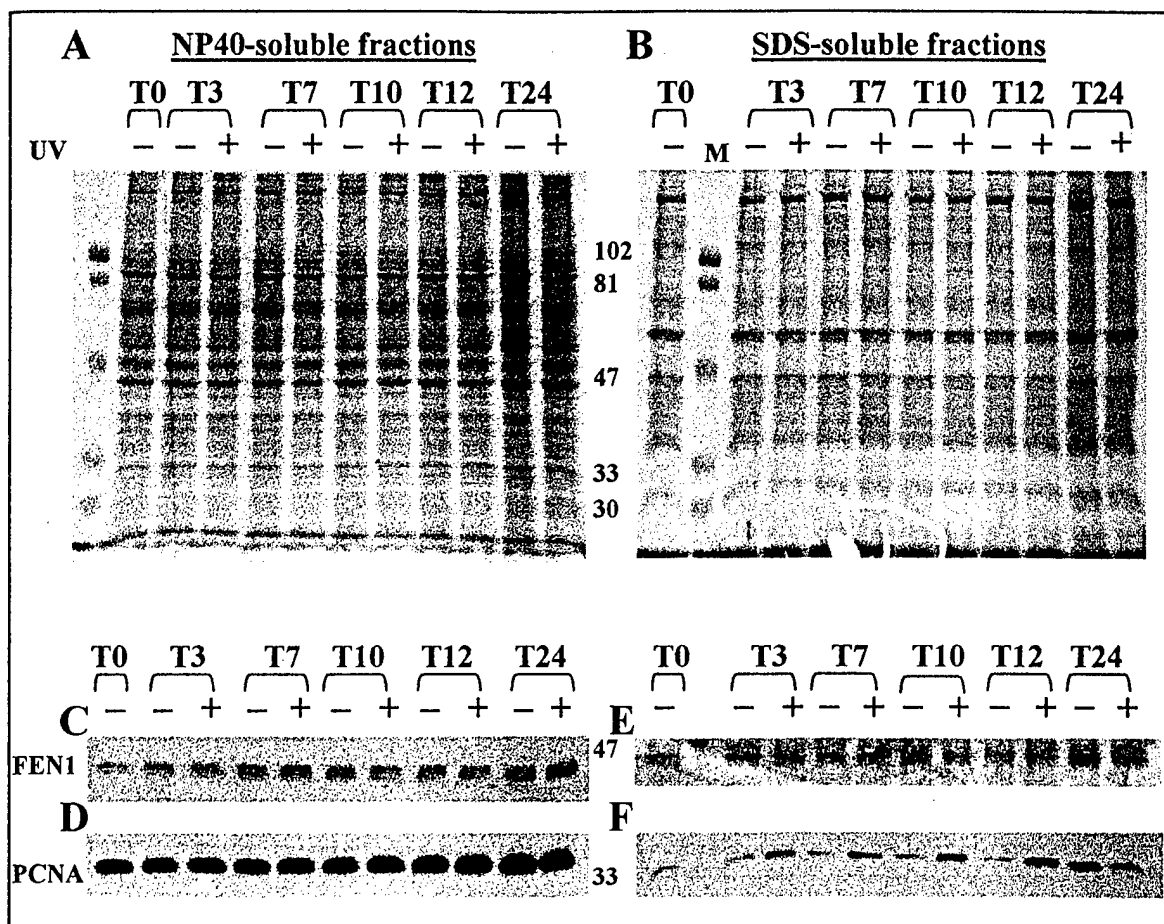 A NP40-soluble fractions
T0 T3 T7 T10 T12 T24
UV − − + − + − + − + − +
102
81
47
33
30
B SDS-soluble fractions
T0 T3 T7 T10 T12 T24
− M − + − + − + − + − +
T0 T3 T7 T10 T12 T24
− − + − + − + − + − +
C
FEN1
D
PCNA
T0 T3 T7 T10 T12 T24
− − + − + − + − + − +
E
47
F
33